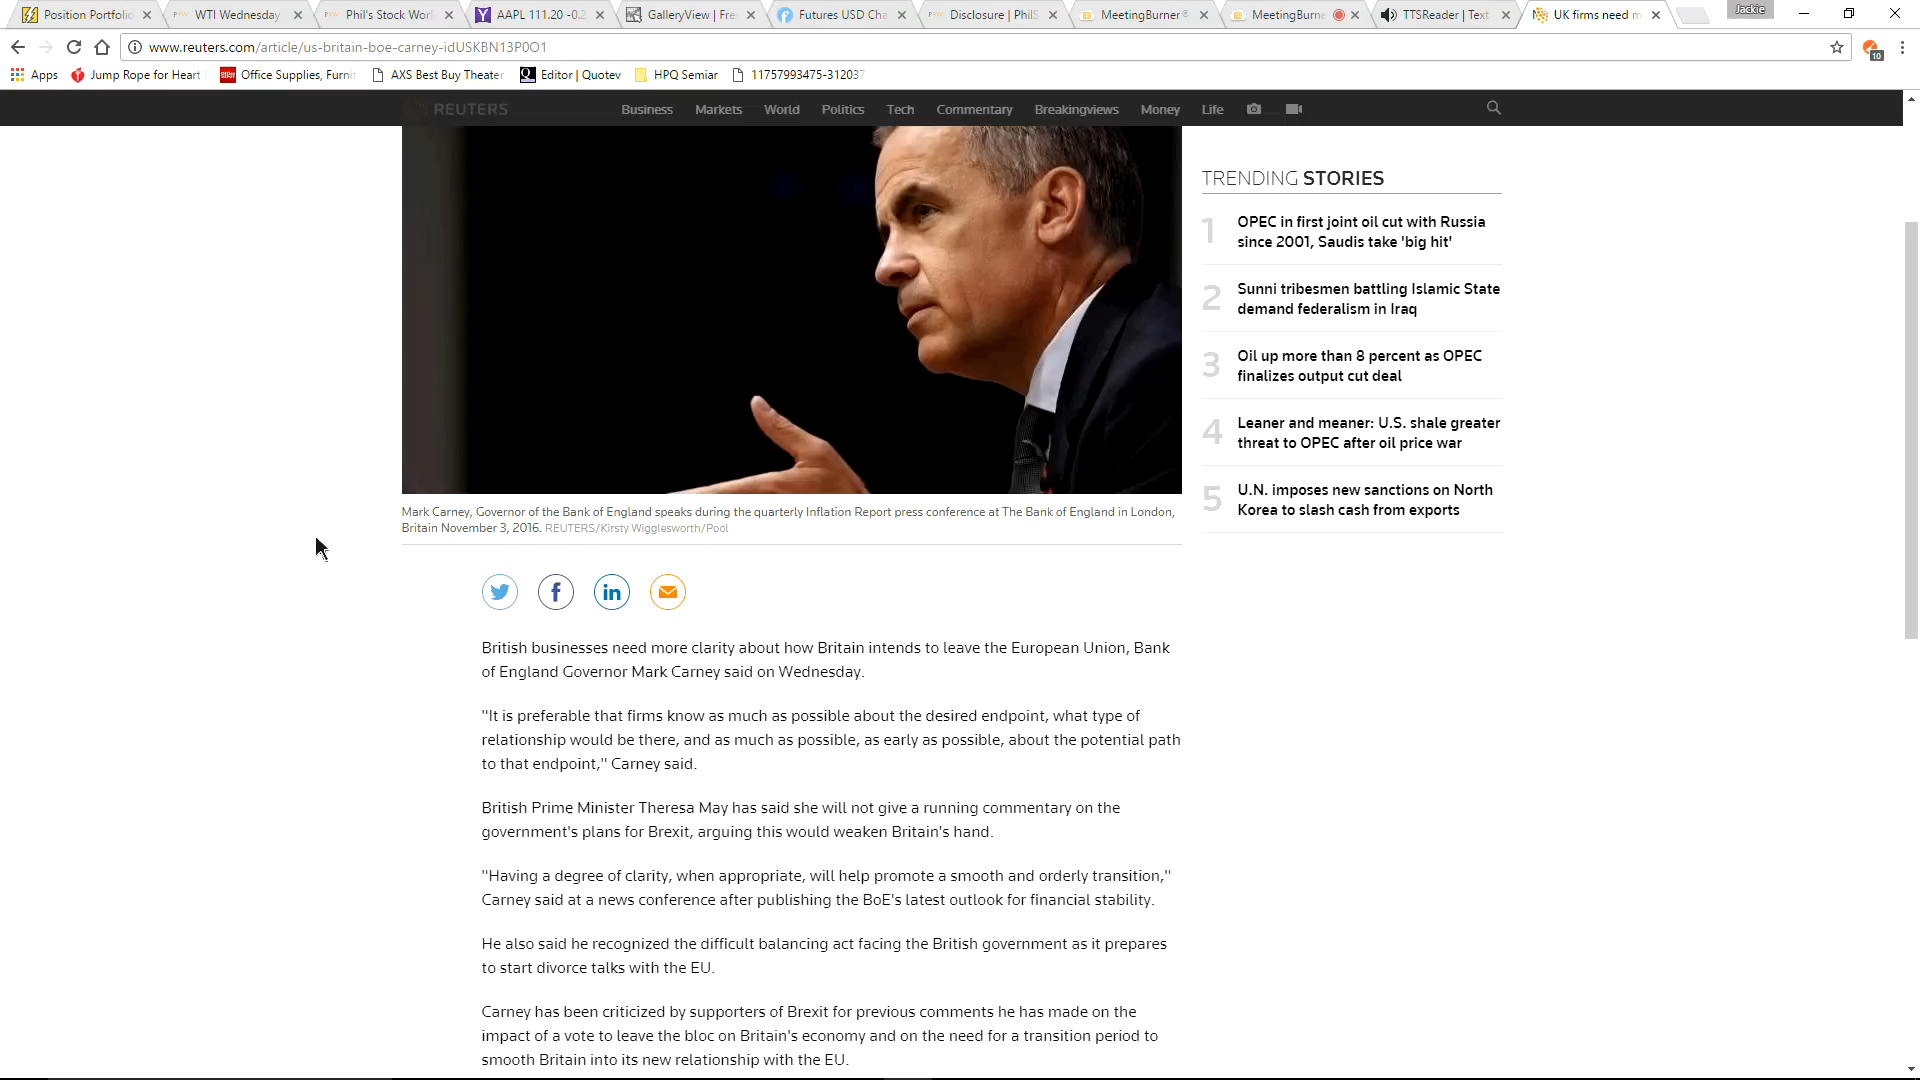 Position Portfolio
WTI Wednesday
Phil's Stock Worl
AAPL 111.20 -0.2
GalleryView | Fre
Futures USD Cha
Disclosure | PhilS
MeetingBurner®
MeetingBurne
TTSReader | Text
UK firms need m
Jackie
www.reuters.com/article/us-britain-boe-carney-idUSKBN13P0O1
10
Apps
Jump Rope for Heart
Office Supplies, Furni
AXS Best Buy Theater
Editor | Quotev
HPQ Semiar
11757993475-312037
REUTERS
Business
Markets
World
Politics
Tech
Commentary
Breakingviews
Money
Life
Mark Carney, Governor of the Bank of England speaks during the quarterly Inflation Report press conference at The Bank of England in London,
Britain November 3, 2016. REUTERS/Kirsty Wigglesworth/Pool
British businesses need more clarity about how Britain intends to leave the European Union, Bank
of England Governor Mark Carney said on Wednesday.
"It is preferable that firms know as much as possible about the desired endpoint, what type of
relationship would be there, and as much as possible, as early as possible, about the potential path
to that endpoint," Carney said.
British Prime Minister Theresa May has said she will not give a running commentary on the
government's plans for Brexit, arguing this would weaken Britain's hand.
"Having a degree of clarity, when appropriate, will help promote a smooth and orderly transition,"
Carney said at a news conference after publishing the BoE's latest outlook for financial stability.
He also said he recognized the difficult balancing act facing the British government as it prepares
to start divorce talks with the EU.
Carney has been criticized by supporters of Brexit for previous comments he has made on the
impact of a vote to leave the bloc on Britain's economy and on the need for a transition period to
smooth Britain into its new relationship with the EU.
TRENDING STORIES
1
OPEC in first joint oil cut with Russia
since 2001, Saudis take 'big hit'
2
Sunni tribesmen battling Islamic State
demand federalism in Iraq
3
Oil up more than 8 percent as OPEC
finalizes output cut deal
4
Leaner and meaner: U.S. shale greater
threat to OPEC after oil price war
5
U.N. imposes new sanctions on North
Korea to slash cash from exports